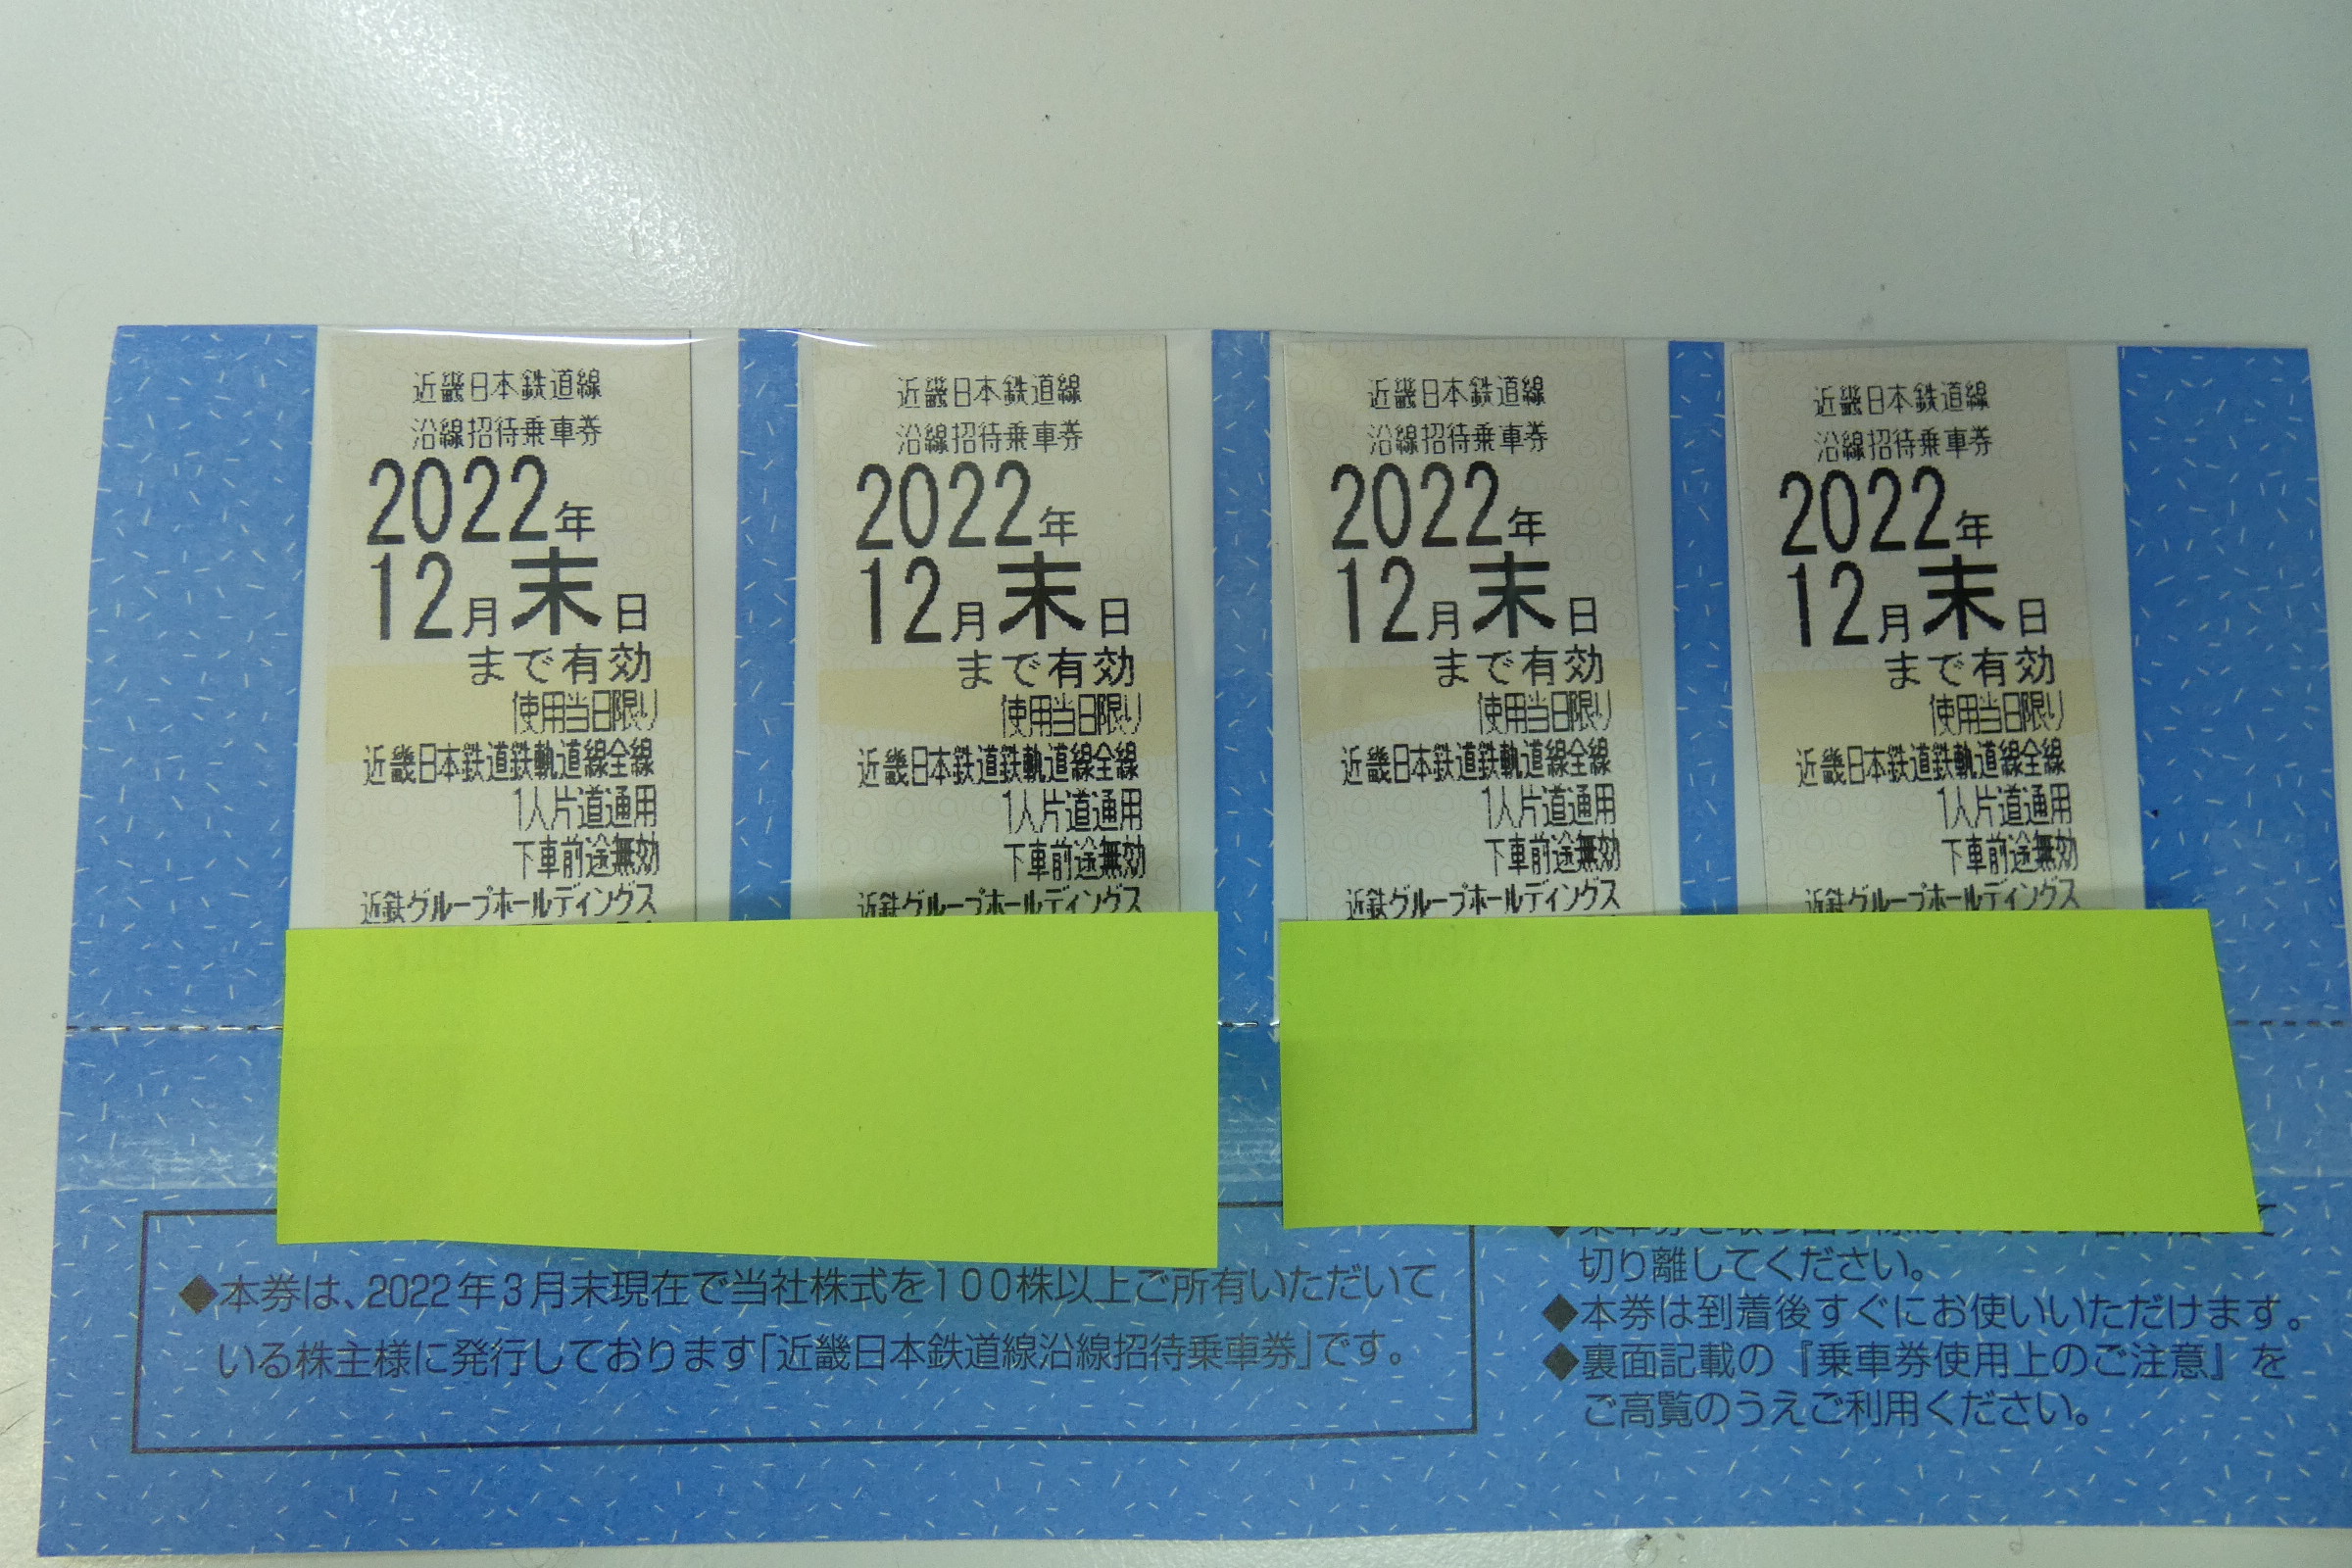 近畿日本鉄道線
沿線招待乗車券
2022年
12月末日
まで有効
使用当日限り
近畿日本鉄道鉄軌道線全線
1人片道通用
下車前途無効
近鉄グループホールディングス
近畿日本鉄道線
沿線招待乗車券
2022年
12月末日
まで有効
使用当日限り
近畿日本鉄道鉄軌道線全線
1人片道通用
下車前途無効
近鉄グループホールディングス
近畿日本鉄道線
沿線招待乗車券
2022年
12月末日
まで有効
使用当日限り
近畿日本鉄道鉄軌道線全線
1人片道通用
下車前途無効
近鉄グループホールディングス
近畿日本鉄道線
沿線招待乗車券
2022年
12月末日
まで有効
使用当日限り
近畿日本鉄道鉄軌道線全線
1人片道通用
下車前途無効
近鉄グループホールディングス
◆本券は、2022年3月末現在で当社株式を100株以上ご所有いただいて
いる株主様に発行しております「近畿日本鉄道線沿線招待乗車券」です。
切り離してください。
◆本券は到着後すぐにお使いいただけます。
◆裏面記載の『乗車券使用上のご注意』を
ご高覧のうえご利用ください。